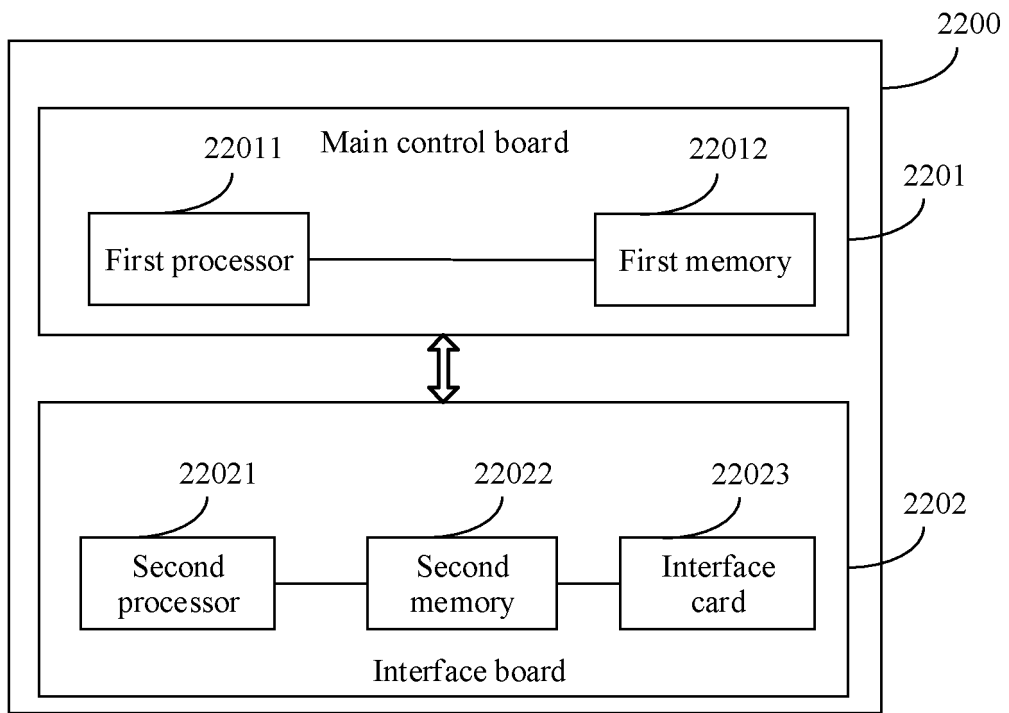 2200
22011
Main control board
22012
2201
First processor
First memory
22021
22022
22023
2202
Second
processor
Second
memory
Interface
card
Interface board